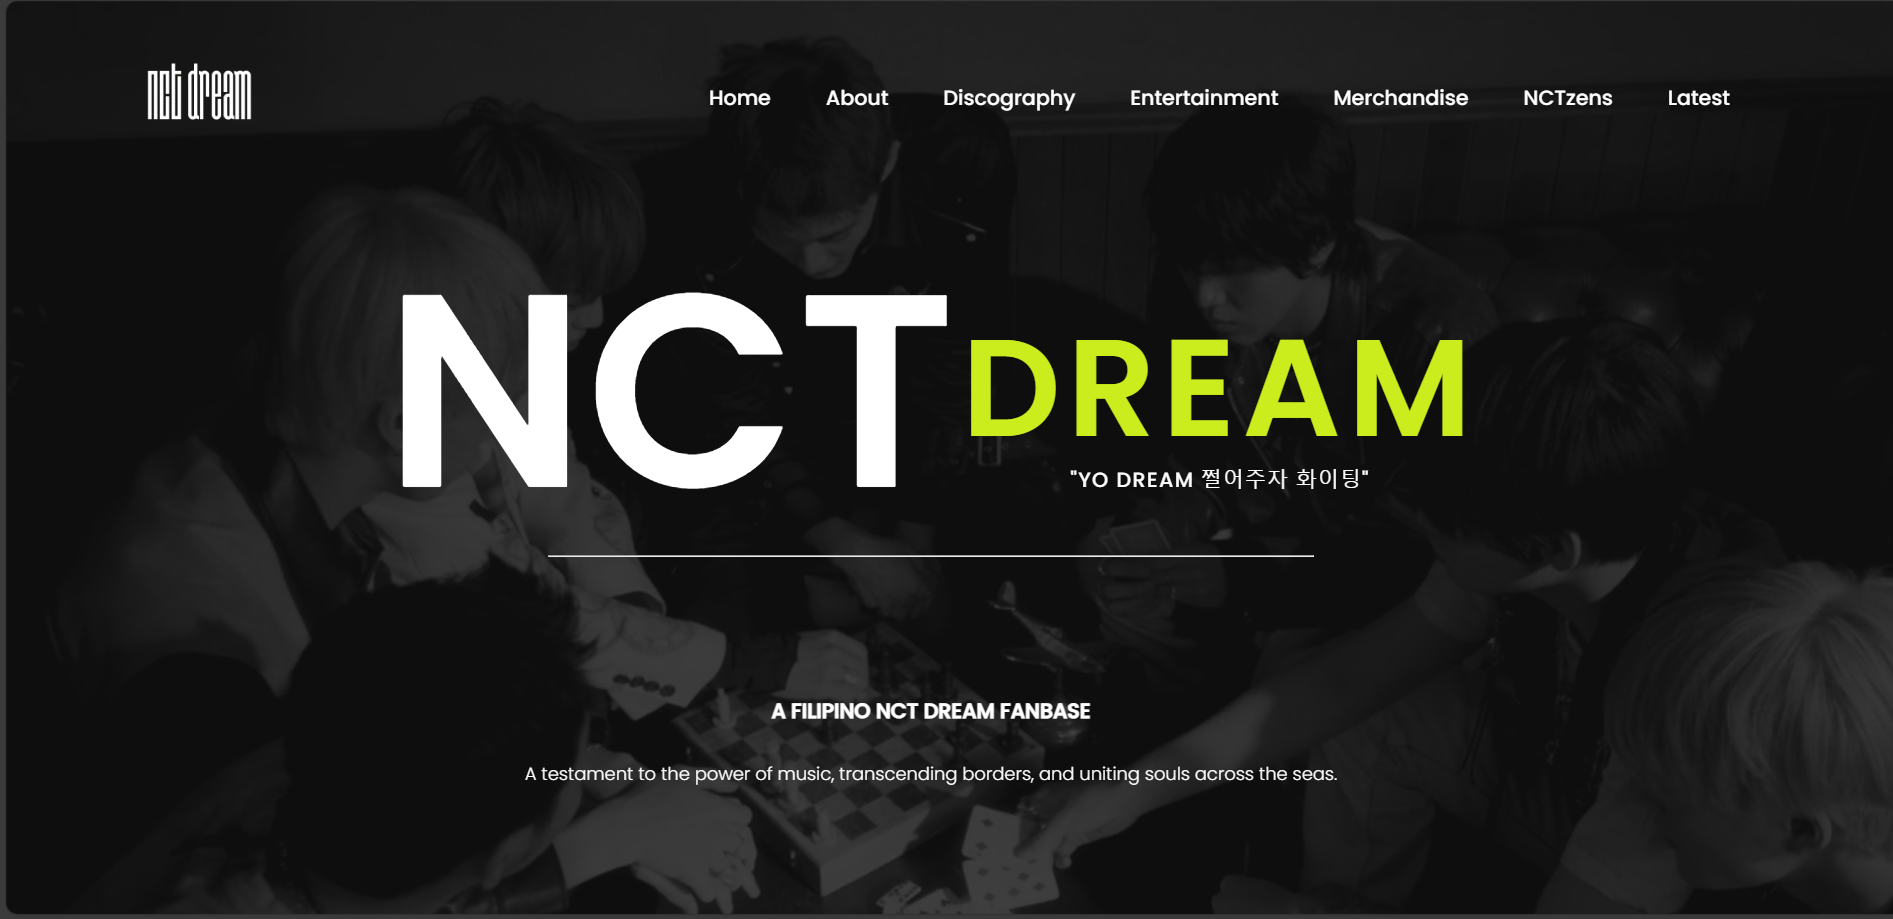 nct dream
Home About Discography Entertainment Merchandise NCTzens Latest
NCT DREAM
"YO DREAM 쩔어주자 화이팅"
A FILIPINO NCT DREAM FANBASE
A testament to the power of music, transcending borders, and uniting souls across the seas.